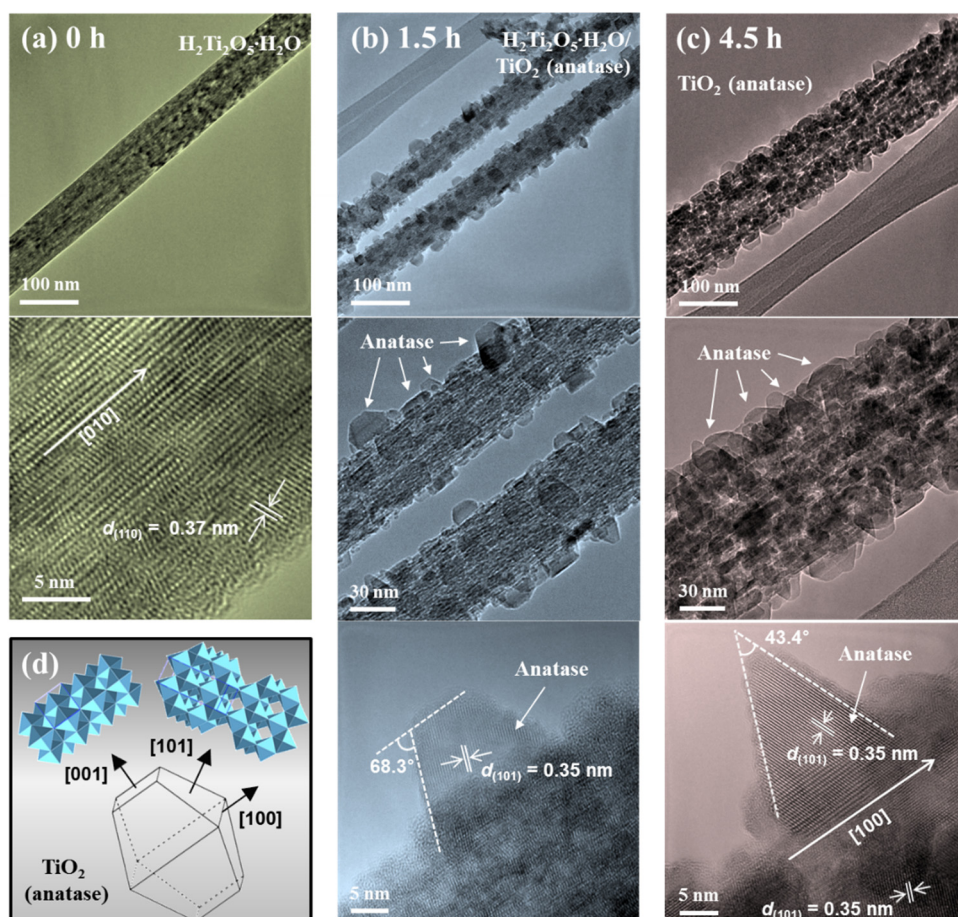 (a) 0 h
H₂Ti₂O₅·H₂O
100 nm
[010]
d(110) = 0.37 nm
5 nm
(b) 1.5 h
H₂Ti₂O₅·H₂O/
TiO₂ (anatase)
100 nm
Anatase
30 nm
68.3°
d(101) = 0.35 nm
5 nm
(c) 4.5 h
TiO₂ (anatase)
100 nm
Anatase
30 nm
43.4°
Anatase
d(101) = 0.35 nm
[100]
5 nm
d(101) = 0.35 nm
(d)
[101]
[001]
[100]
TiO₂
(anatase)